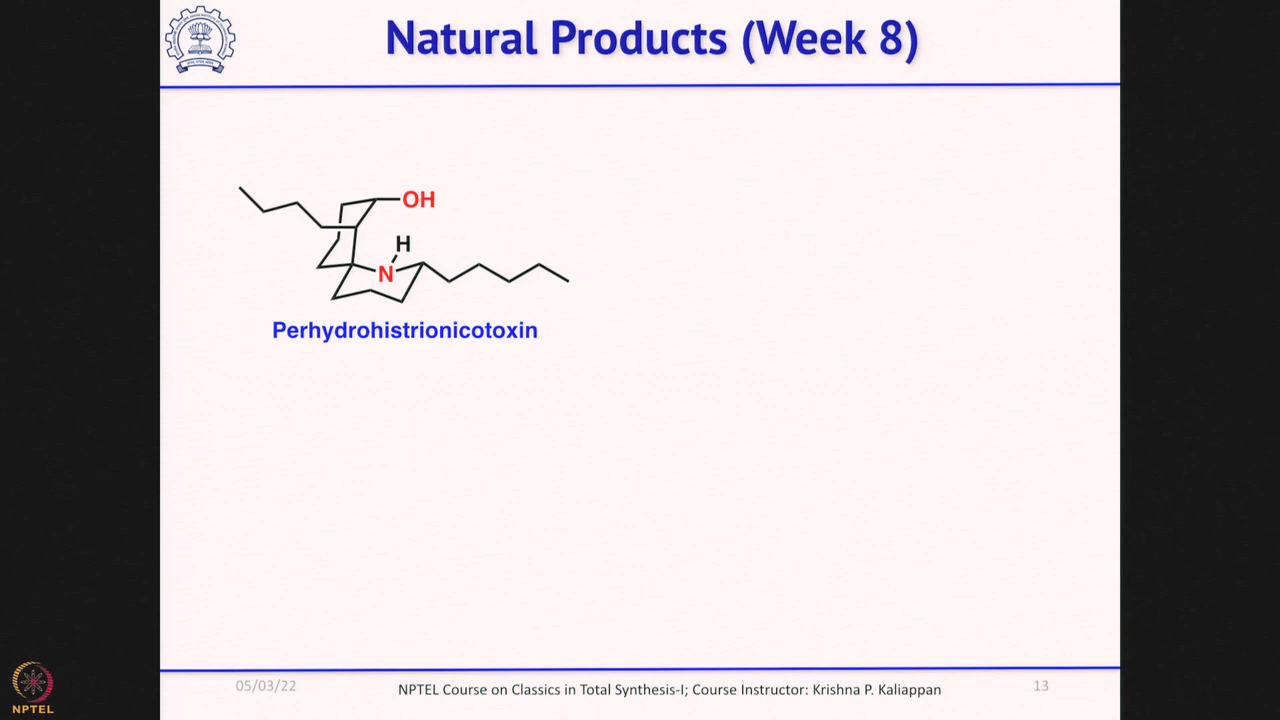 Natural Products (Week 8)
OH
H
N
Perhydrohistrionicotoxin
05/03/22
NPTEL Course on Classics in Total Synthesis-I; Course Instructor: Krishna P. Kaliappan
13
NPTEL